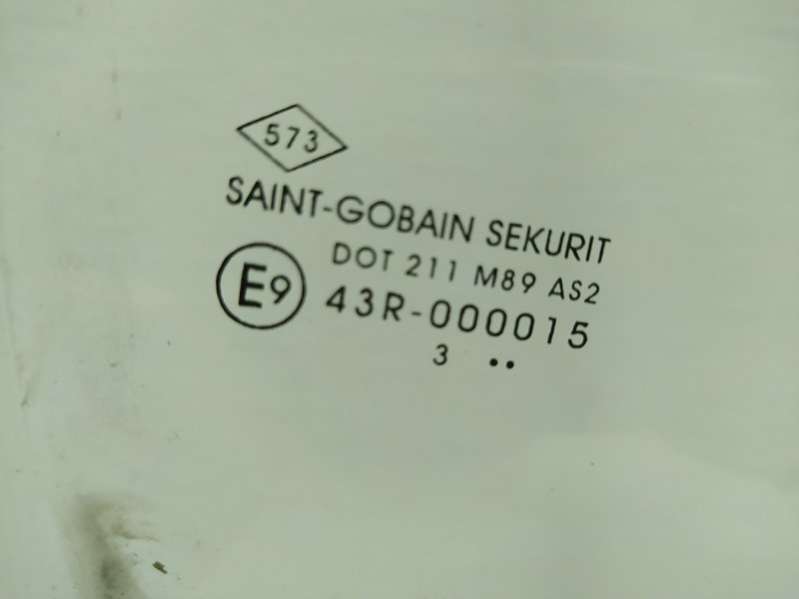 573
SAINT-GOBAIN SEKURIT
DOT 211 M89 AS2
E9 43R-000015
3 ••